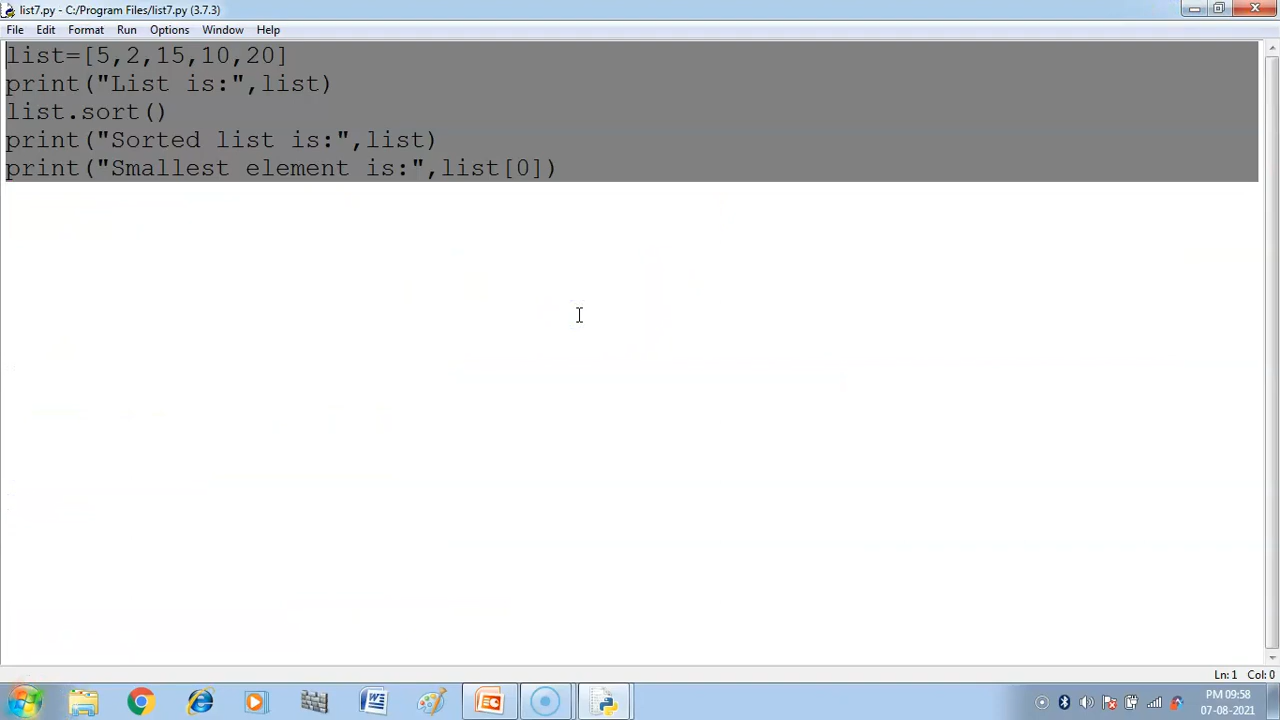 list7.py - C:/Program Files/list7.py (3.7.3)
File Edit Format Run Options Window Help
list=[5,2,15,10,20]
print("List is:",list)
list.sort()
print("Sorted list is:",list)
print("Smallest element is:",list[0])
Ln: 1 Col: 0
PM 09:58
07-08-2021